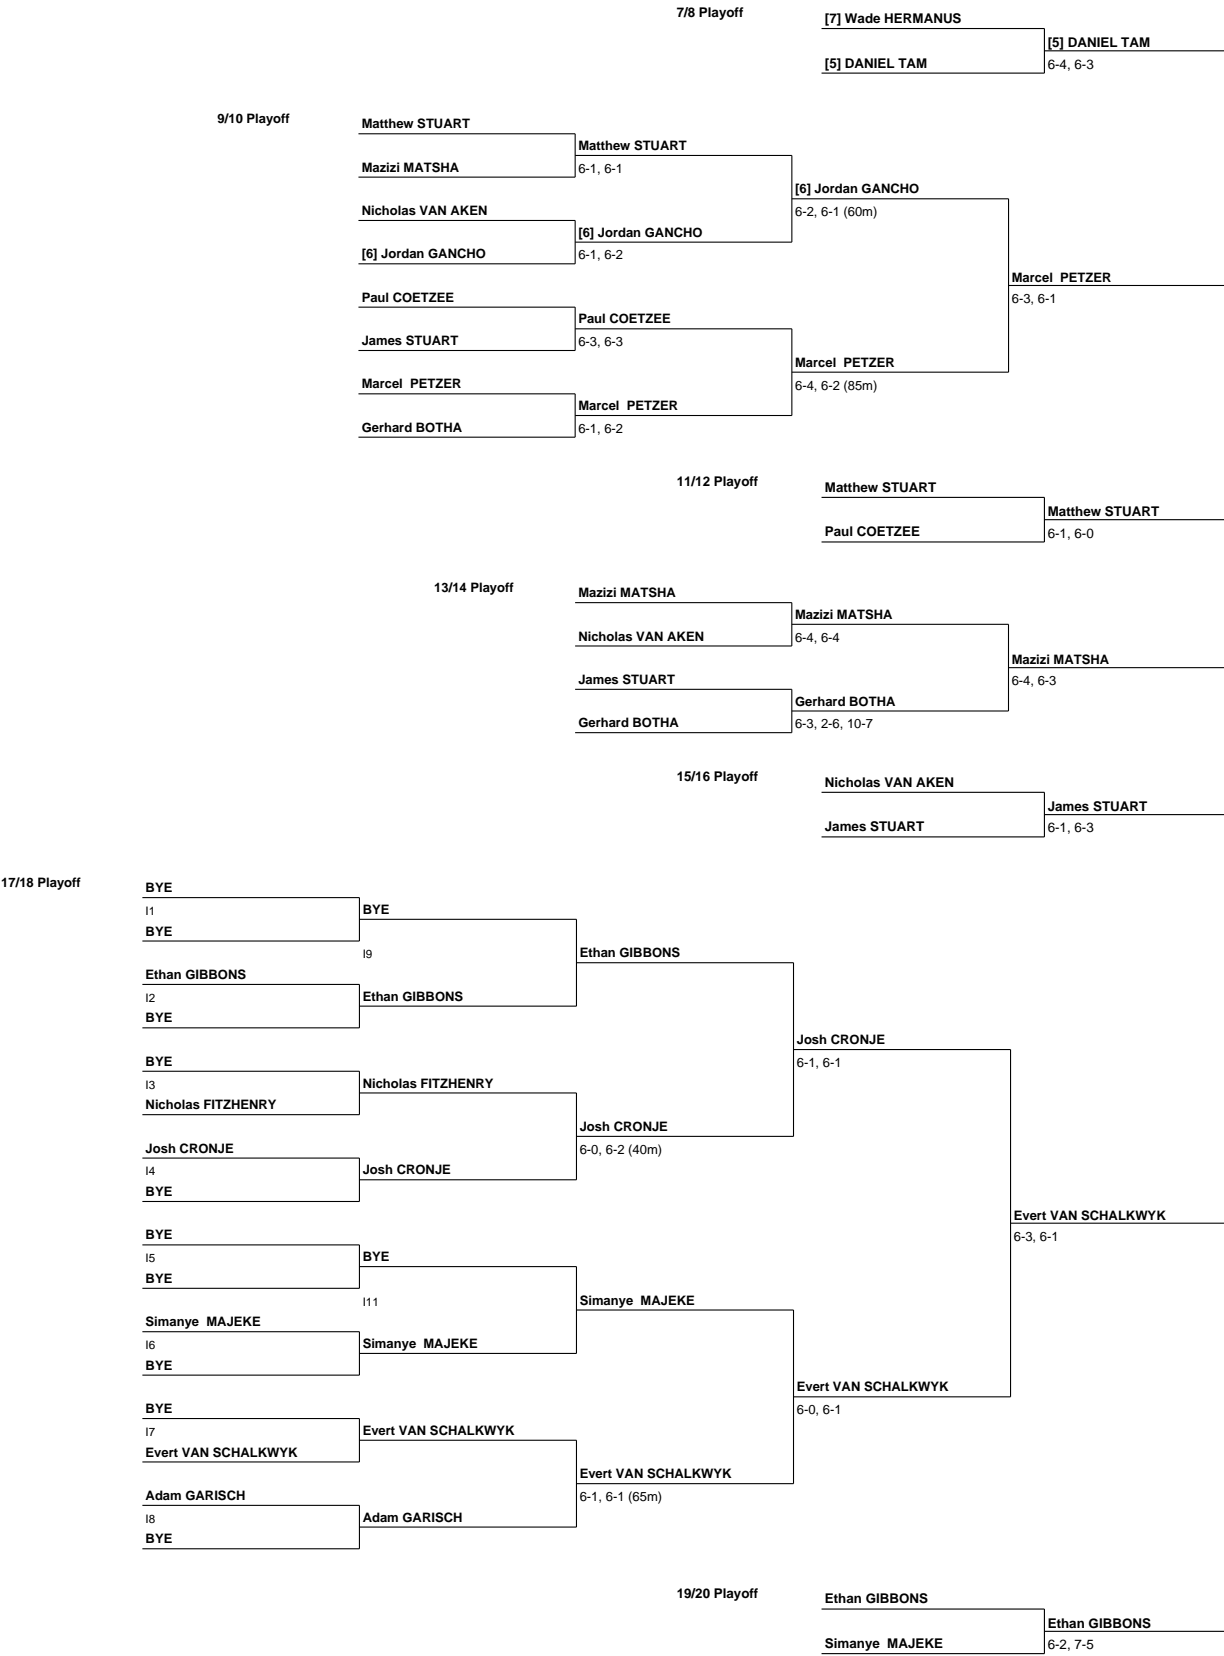 7/8 Playoff
[7] Wade HERMANUS
[5] DANIEL TAM
[5] DANIEL TAM
6-4, 6-3
9/10 Playoff
Matthew STUART
Matthew STUART
Mazizi MATSHA
6-1, 6-1
[6] Jordan GANCHO
Nicholas VAN AKEN
6-2, 6-1 (60m)
[6] Jordan GANCHO
[6] Jordan GANCHO
6-1, 6-2
Marcel  PETZER
Paul COETZEE
6-3, 6-1
Paul COETZEE
James STUART
6-3, 6-3
Marcel  PETZER
Marcel  PETZER
6-4, 6-2 (85m)
Marcel  PETZER
Gerhard BOTHA
6-1, 6-2
11/12 Playoff
Matthew STUART
Matthew STUART
Paul COETZEE
6-1, 6-0
13/14 Playoff
Mazizi MATSHA
Mazizi MATSHA
Nicholas VAN AKEN
6-4, 6-4
Mazizi MATSHA
James STUART
6-4, 6-3
Gerhard BOTHA
Gerhard BOTHA
6-3, 2-6, 10-7
15/16 Playoff
Nicholas VAN AKEN
James STUART
James STUART
6-1, 6-3
17/18 Playoff
BYE
I1
BYE
BYE
I9
Ethan GIBBONS
Ethan GIBBONS
I2
Ethan GIBBONS
BYE
Josh CRONJE
BYE
6-1, 6-1
I3
Nicholas FITZHENRY
Nicholas FITZHENRY
Josh CRONJE
Josh CRONJE
6-0, 6-2 (40m)
I4
Josh CRONJE
BYE
Evert VAN SCHALKWYK
BYE
6-3, 6-1
I5
BYE
BYE
I11
Simanye  MAJEKE
Simanye  MAJEKE
I6
Simanye  MAJEKE
BYE
Evert VAN SCHALKWYK
BYE
6-0, 6-1
I7
Evert VAN SCHALKWYK
Evert VAN SCHALKWYK
Evert VAN SCHALKWYK
Adam GARISCH
6-1, 6-1 (65m)
I8
Adam GARISCH
BYE
19/20 Playoff
Ethan GIBBONS
Ethan GIBBONS
Simanye  MAJEKE
6-2, 7-5